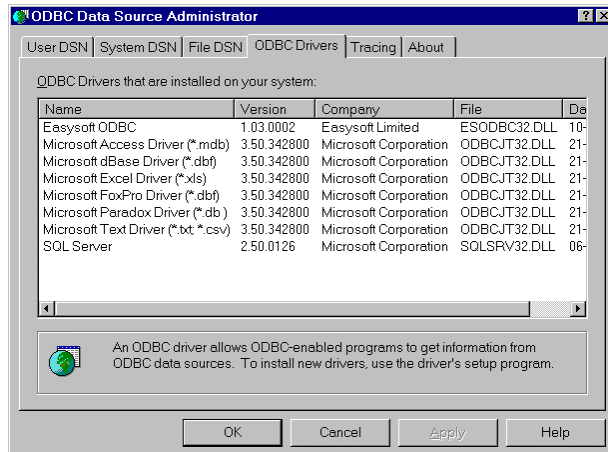 ODBC Data Source Administrator
User DSN System DSN File DSN ODBC Drivers Tracing About
ODBC Drivers that are installed on your system:
Name Version Company File Da
Easysoft ODBC 1.03.0002 Easysoft Limited ESODBC32.DLL 10-
Microsoft Access Driver (*.mdb) 3.50.342800 Microsoft Corporation ODBCJT32.DLL 21-
Microsoft dBase Driver (*.dbf) 3.50.342800 Microsoft Corporation ODBCJT32.DLL 21-
Microsoft Excel Driver (*.xls) 3.50.342800 Microsoft Corporation ODBCJT32.DLL 21-
Microsoft FoxPro Driver (*.dbf) 3.50.342800 Microsoft Corporation ODBCJT32.DLL 21-
Microsoft Paradox Driver (*.db ) 3.50.342800 Microsoft Corporation ODBCJT32.DLL 21-
Microsoft Text Driver (*.txt; *.csv) 3.50.342800 Microsoft Corporation ODBCJT32.DLL 21-
SQL Server 2.50.0126 Microsoft Corporation SQLSRV32.DLL 06-
An ODBC driver allows ODBC-enabled programs to get information from
ODBC data sources. To install new drivers, use the driver's setup program.
OK Cancel Apply Help